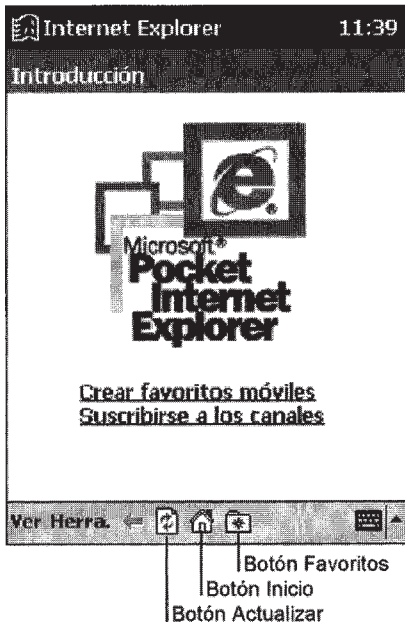 Internet Explorer 11:39
Introducción
Microsoft®
Pocket
Internet
Explorer
Crear favoritos móviles
Suscribirse a los canales
Ver Herra.
Botón Favoritos
Botón Inicio
Botón Actualizar